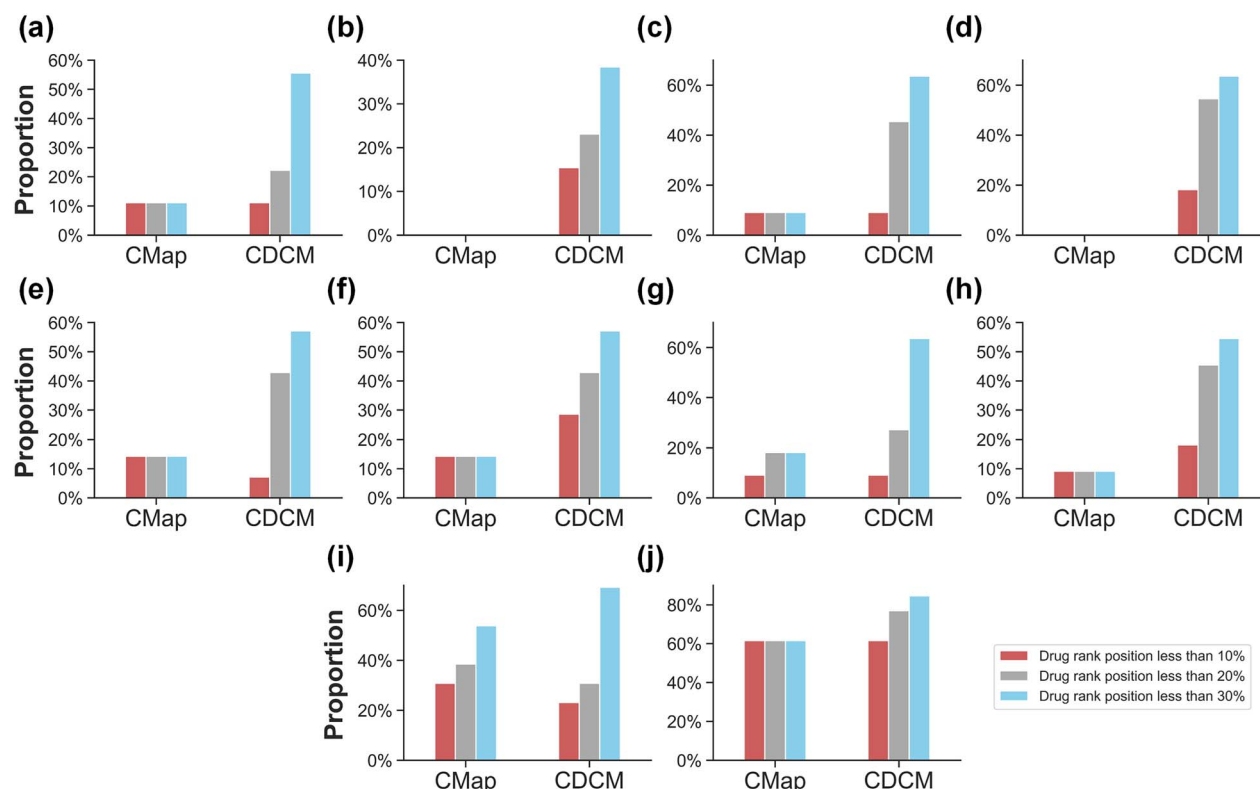 (a)
60%
50%
40%
30%
20%
10%
0%
Proportion
CMap CDCM
(b)
40%
30%
20%
10%
0%
CMap CDCM
(c)
60%
40%
20%
0%
CMap CDCM
(d)
60%
40%
20%
0%
CMap CDCM
(e)
60%
50%
40%
30%
20%
10%
0%
Proportion
CMap CDCM
(f)
60%
50%
40%
30%
20%
10%
0%
CMap CDCM
(g)
60%
40%
20%
0%
CMap CDCM
(h)
60%
50%
40%
30%
20%
10%
0%
CMap CDCM
(i)
60%
40%
20%
0%
Proportion
CMap CDCM
(j)
80%
60%
40%
20%
0%
CMap CDCM
Drug rank position less than 10%
Drug rank position less than 20%
Drug rank position less than 30%